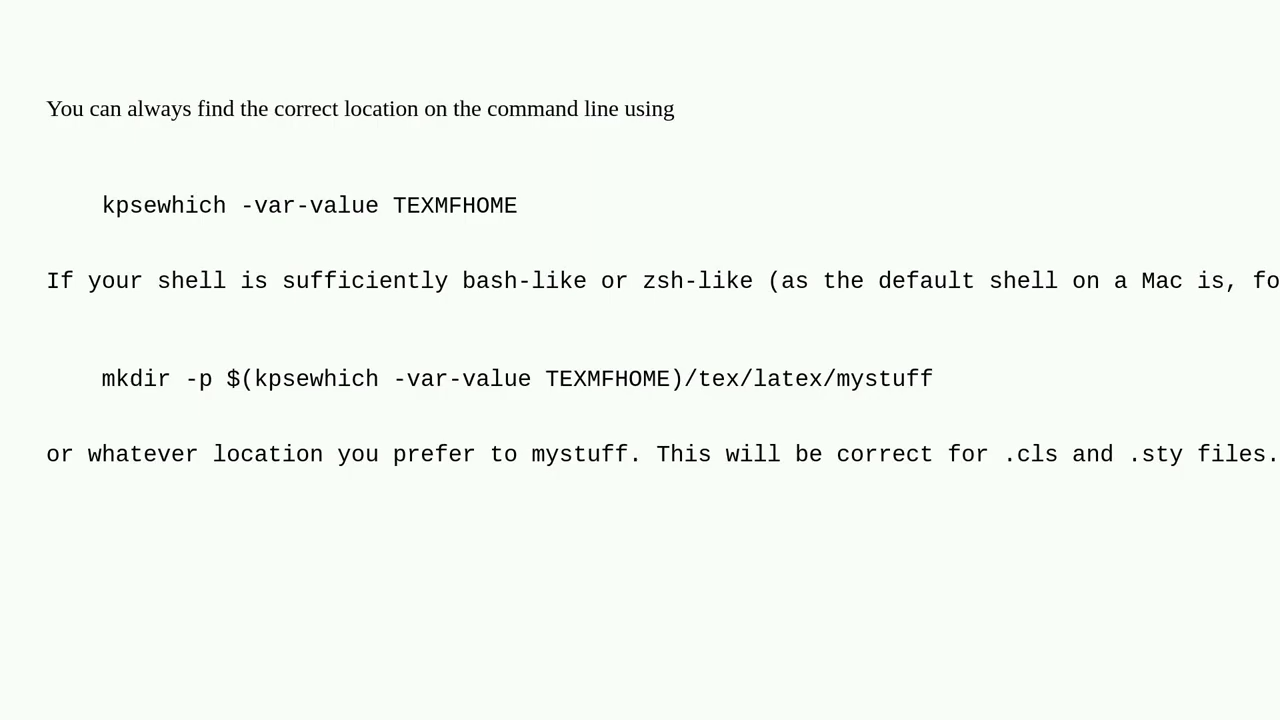 You can always find the correct location on the command line using
kpsewhich -var-value TEXMFHOME
If your shell is sufficiently bash-like or zsh-like (as the default shell on a Mac is,
mkdir -p $(kpsewhich -var-value TEXMFHOME)/tex/latex/mystuff
or whatever location you prefer to mystuff. This will be correct for .cls and .sty files.